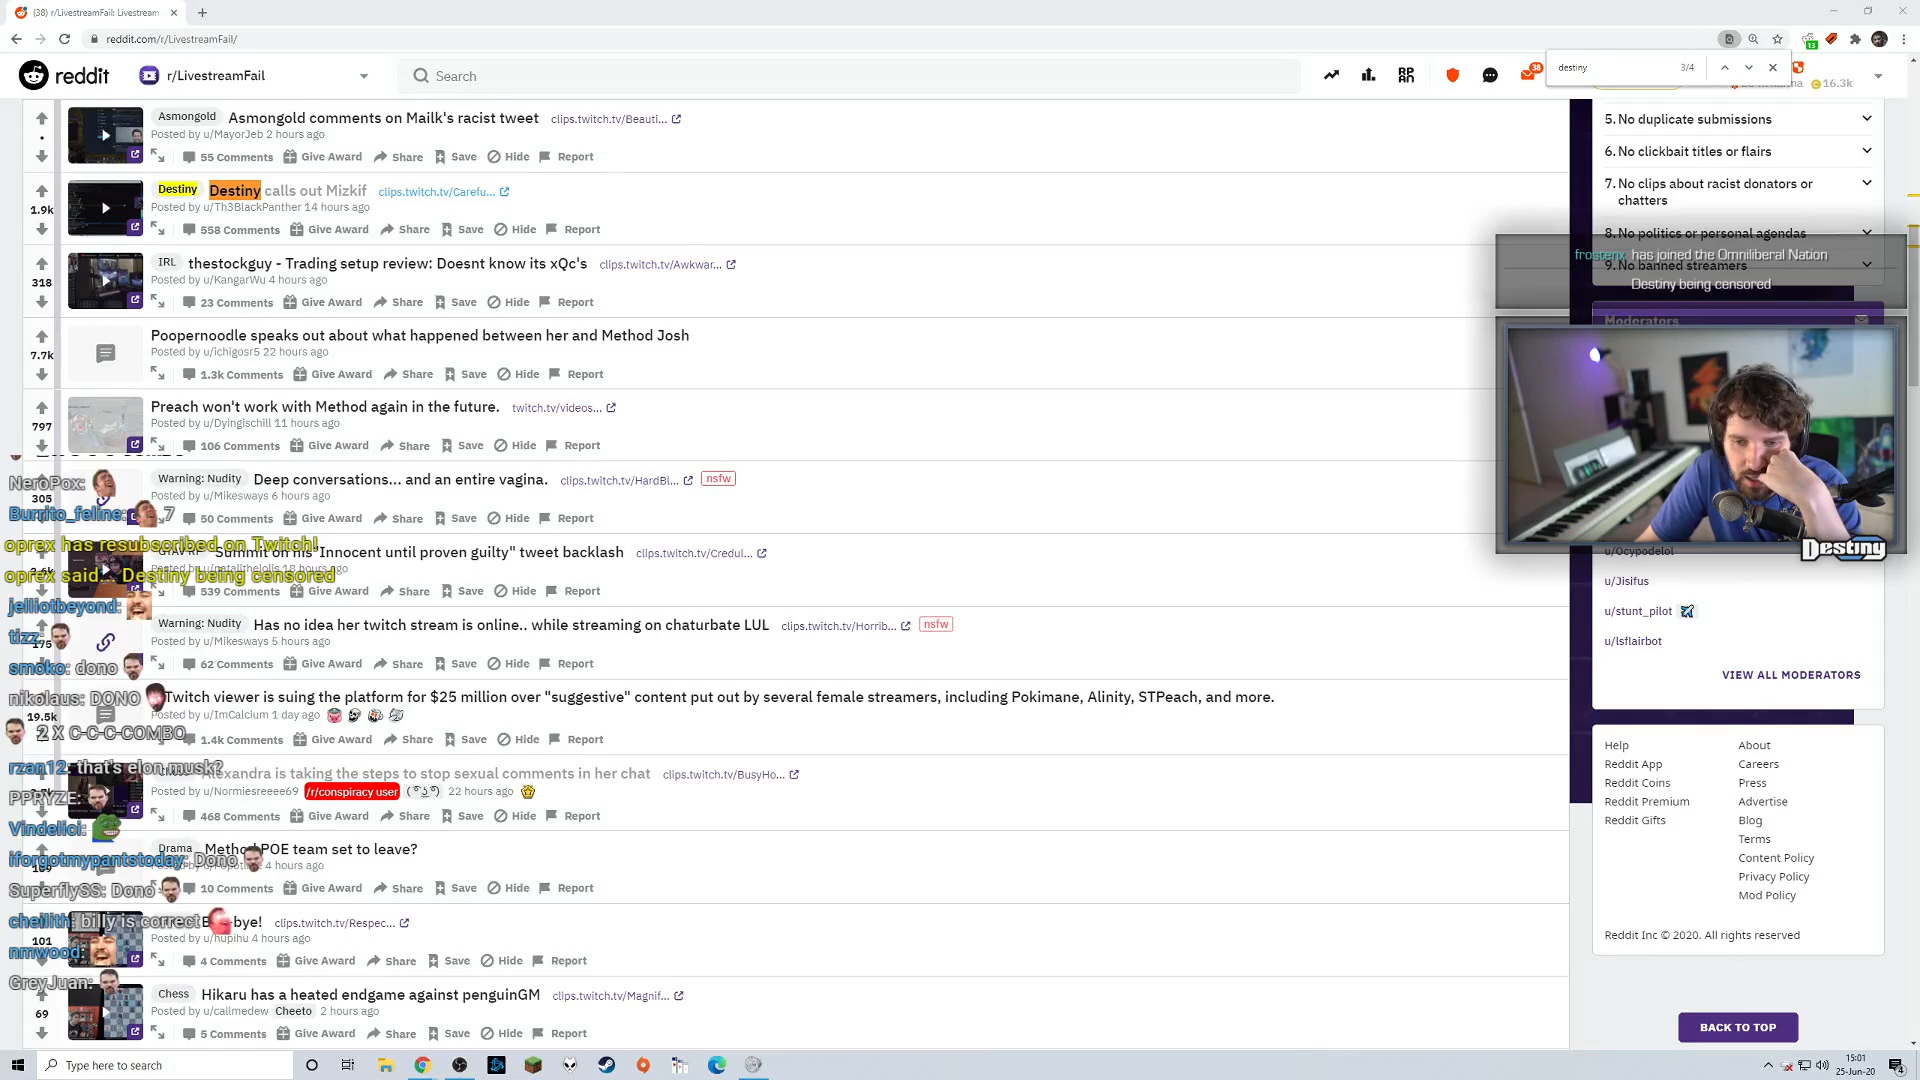 (38) r/LivestreamFail: Livestream
reddit.com/r/LivestreamFail/
13
reddit
r/LivestreamFail
Search
38
destiny
3/4
16.3k
Asmongold Asmongold comments on Mailk's racist tweet clips.twitch.tv/Beauti...
Posted by u/MayorJeb 2 hours ago
55 Comments Give Award Share Save Hide Report
1.9k
Destiny Destiny calls out Mizkif clips.twitch.tv/Carefu...
Posted by u/Th3BlackPanther 14 hours ago
558 Comments Give Award Share Save Hide Report
318
IRL thestockguy - Trading setup review: Doesnt know its xQc's clips.twitch.tv/Awkwar...
Posted by u/KangarWu 4 hours ago
23 Comments Give Award Share Save Hide Report
7.7k
Poopernoodle speaks out about what happened between her and Method Josh
Posted by u/ichigosr5 22 hours ago
1.3k Comments Give Award Share Save Hide Report
797
Preach won't work with Method again in the future. twitch.tv/videos...
Posted by u/Dyingischill 11 hours ago
106 Comments Give Award Share Save Hide Report
305
Warning: Nudity Deep conversations... and an entire vagina. clips.twitch.tv/HardBl... nsfw
Posted by u/Mikesways 6 hours ago
50 Comments Give Award Share Save Hide Report
Summit on his "Innocent until proven guilty" tweet backlash clips.twitch.tv/Credul...
18 hours ago
539 Comments Give Award Share Save Hide Report
175
Warning: Nudity Has no idea her twitch stream is online.. while streaming on chaturbate LUL clips.twitch.tv/Horrib... nsfw
Posted by u/Mikesways 5 hours ago
62 Comments Give Award Share Save Hide Report
19.5k
Twitch viewer is suing the platform for $25 million over "suggestive" content put out by several female streamers, including Pokimane, Alinity, STPeach, and more.
Posted by u/ImCalcium 1 day ago
1.4k Comments Give Award Share Save Hide Report
Alexandra is taking the steps to stop sexual comments in her chat clips.twitch.tv/BusyHo...
Posted by u/Normiesreeee69 /r/conspiracy user ( ͡° ͜ʖ ͡°) 22 hours ago
468 Comments Give Award Share Save Hide Report
Drama Method POE team set to leave?
4 hours ago
10 Comments Give Award Share Save Hide Report
101
bye! clips.twitch.tv/Respec...
Posted by u/hupihu 4 hours ago
4 Comments Give Award Share Save Hide Report
69
Chess Hikaru has a heated endgame against penguinGM clips.twitch.tv/Magnif...
Posted by u/callmedew Cheeto 2 hours ago
5 Comments Give Award Share Save Hide Report
NeroPox:
Burrito_feline: 7
oprex has resubscribed on Twitch!
oprex said... Destiny being censored
jelliotbeyond:
tizz:
smoko: dono
nikolaus: DONO
2 X C-C-C-COMBO
rzan12: that's elon musk?
PPRYZE:
Vindelici:
iforgotmypantstoday: Dono
SuperflySS: Dono
cheilith: billy is correct
nmwood:
GreyJuan:
5. No duplicate submissions
6. No clickbait titles or flairs
7. No clips about racist donators or
chatters
8. No politics or personal agendas
9. No banned streamers
frostenx has joined the Omniliberal Nation
Destiny being censored
Moderators
Destiny
u/Ocypodelol
u/Jisifus
u/stunt_pilot
u/lsflairbot
VIEW ALL MODERATORS
Help
Reddit App
Reddit Coins
Reddit Premium
Reddit Gifts
About
Careers
Press
Advertise
Blog
Terms
Content Policy
Privacy Policy
Mod Policy
Reddit Inc © 2020. All rights reserved
BACK TO TOP
Type here to search
15:01
25-Jun-20
4